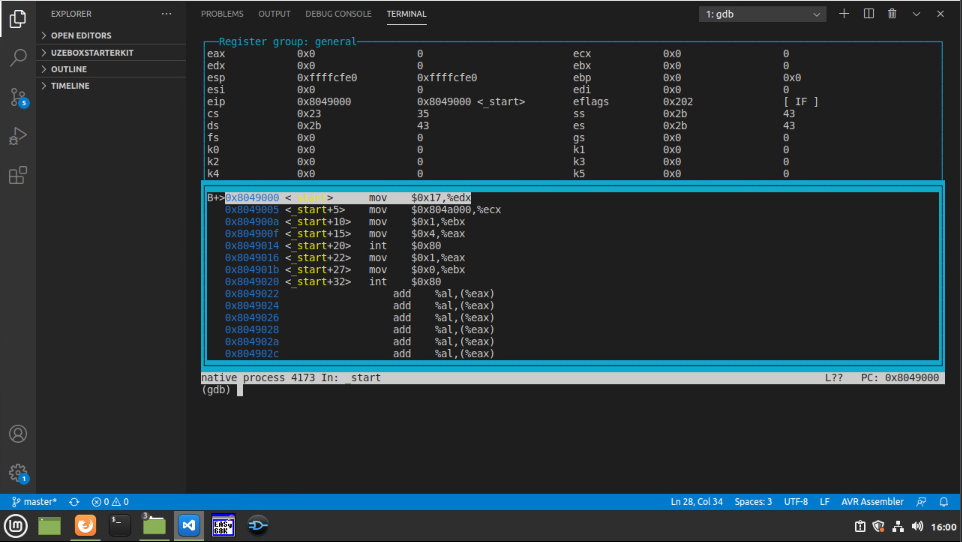 EXPLORER ···
OPEN EDITORS
UZEBOXSTARTERKIT
OUTLINE
TIMELINE
5
1
PROBLEMS OUTPUT DEBUG CONSOLE TERMINAL 1: gdb
Register group: general
eax 0x0 0 ecx 0x0 0
edx 0x0 0 ebx 0x0 0
esp 0xffffcfe0 0xffffcfe0 ebp 0x0 0x0
esi 0x0 0 edi 0x0 0
eip 0x8049000 0x8049000 <_start> eflags 0x202 [ IF ]
cs 0x23 35 ss 0x2b 43
ds 0x2b 43 es 0x2b 43
fs 0x0 0 gs 0x0 0
k0 0x0 0 k1 0x0 0
k2 0x0 0 k3 0x0 0
k4 0x0 0 k5 0x0 0
B+>0x8049000 <_start> mov $0x17,%edx
0x8049005 <_start+5> mov $0x804a000,%ecx
0x804900a <_start+10> mov $0x1,%ebx
0x804900f <_start+15> mov $0x4,%eax
0x8049014 <_start+20> int $0x80
0x8049016 <_start+22> mov $0x1,%eax
0x804901b <_start+27> mov $0x0,%ebx
0x8049020 <_start+32> int $0x80
0x8049022 add %al,(%eax)
0x8049024 add %al,(%eax)
0x8049026 add %al,(%eax)
0x8049028 add %al,(%eax)
0x804902a add %al,(%eax)
0x804902c add %al,(%eax)
native process 4173 In: _start L?? PC: 0x8049000
(gdb)
master* 0 0 Ln 28, Col 34 Spaces: 3 UTF-8 LF AVR Assembler
3
EASy
68K
16:00